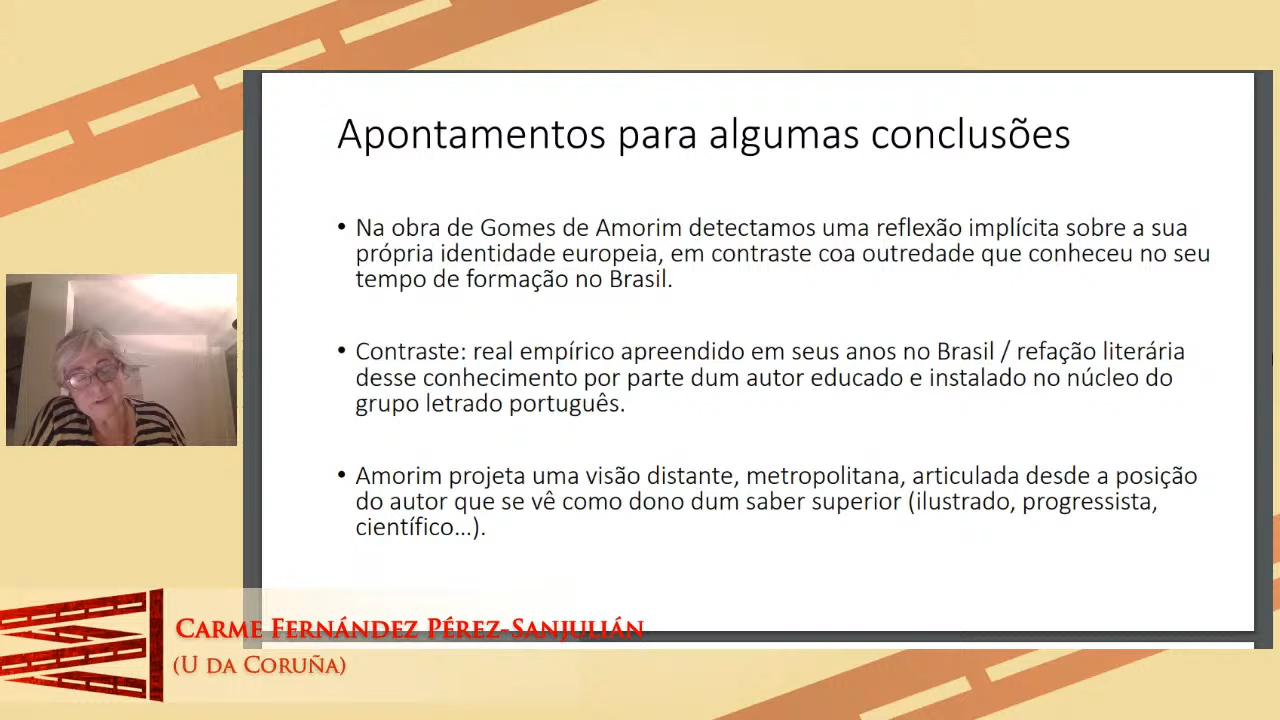 Apontamentos para algumas conclusões
• Na obra de Gomes de Amorim detectamos uma reflexão implícita sobre a sua
própria identidade europeia, em contraste coa outredade que conheceu no seu
tempo de formação no Brasil.
• Contraste: real empírico apreendido em seus anos no Brasil / refação literária
desse conhecimento por parte dum autor educado e instalado no núcleo do
grupo letrado português.
• Amorim projeta uma visão distante, metropolitana, articulada desde a posição
do autor que se vê como dono dum saber superior (ilustrado, progressista,
científico...).
Carme Fernández Pérez-Sanjulián
(U da Coruña)